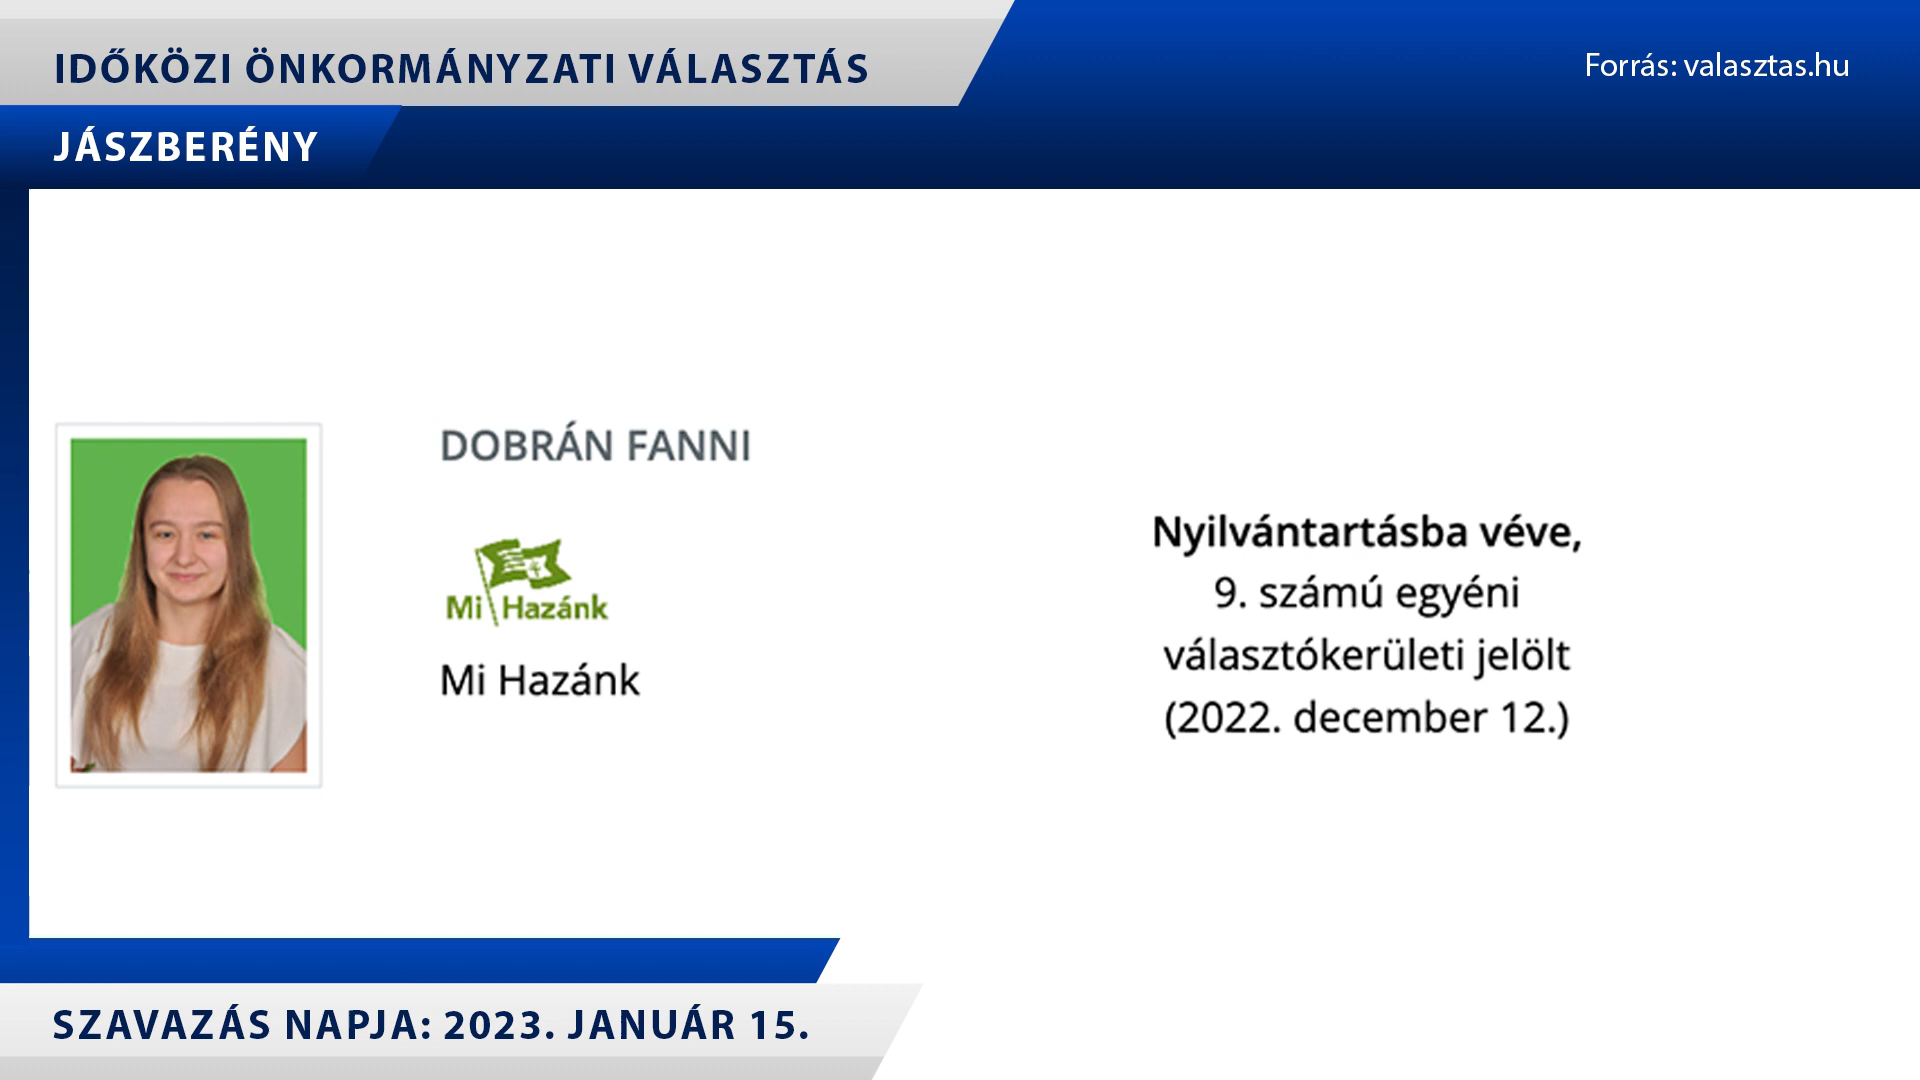 IDŐKÖZI ÖNKORMÁNYZATI VÁLASZTÁS
Forrás: valasztas.hu
JÁSZBERÉNY
DOBRÁN FANNI
Mi Hazánk
Mi Hazánk
Nyilvántartásba véve,
9. számú egyéni
választókerületi jelölt
(2022. december 12.)
SZAVAZÁS NAPJA: 2023. JANUÁR 15.